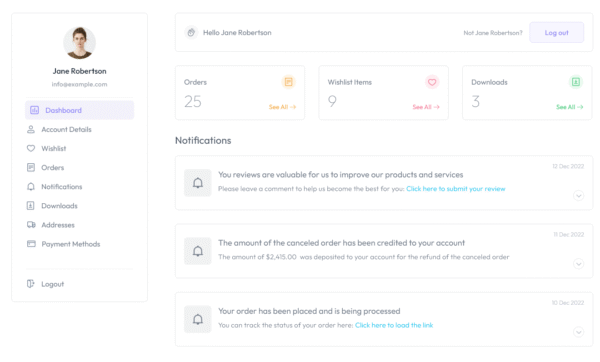 Jane Robertson
info@example.com
Dashboard
Account Details
Wishlist
Orders
Notifications
Downloads
Addresses
Payment Methods
Logout
Hello Jane Robertson
Not Jane Robertson?
Log out
Orders
25
See All →
Wishlist Items
9
See All →
Downloads
3
See All →
Notifications
12 Dec 2022
You reviews are valuable for us to improve our products and services
Please leave a comment to help us become the best for you: Click here to submit your review
11 Dec 2022
The amount of the canceled order has been credited to your account
The amount of $2,415.00 was deposited to your account for the refund of the canceled order
10 Dec 2022
Your order has been placed and is being processed
You can track the status of your order here: Click here to load the link